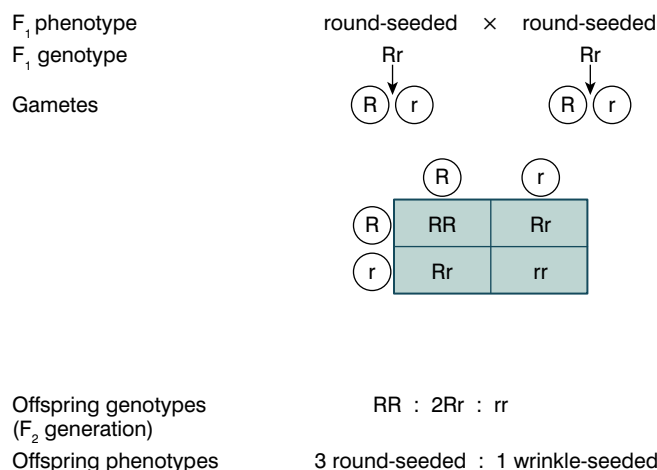 F₁ phenotype round-seeded × round-seeded
F₁ genotype Rr Rr
Gametes R r R r
R r
R RR Rr
r Rr rr
Offspring genotypes RR : 2Rr : rr
(F₂ generation)
Offspring phenotypes 3 round-seeded : 1 wrinkle-seeded